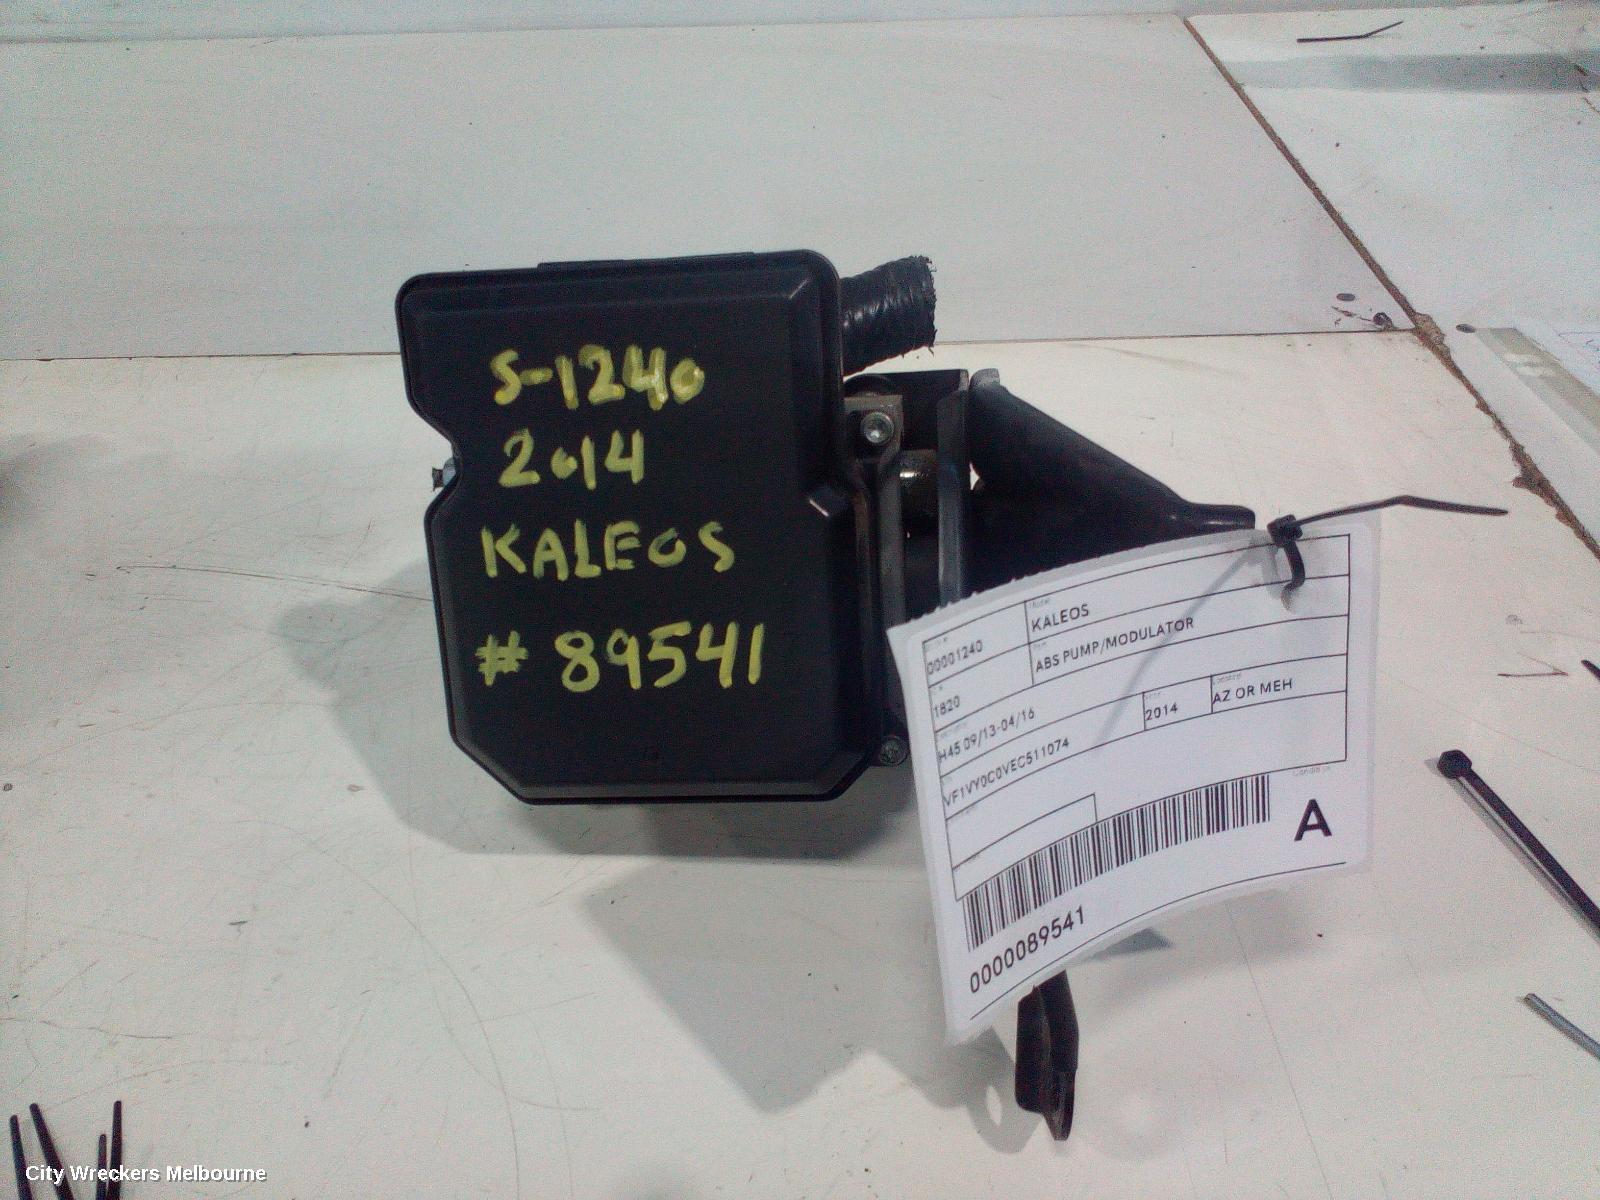 S-1240
2014
KALEOS
# 89541
00001240
Model
KALEOS
ABS PUMP/MODULATOR
1820
H45 09/13-04/16
VF1VY0C0VEC511074
2014
AZ OR MEH
A
0000089541
City Wreckers Melbourne